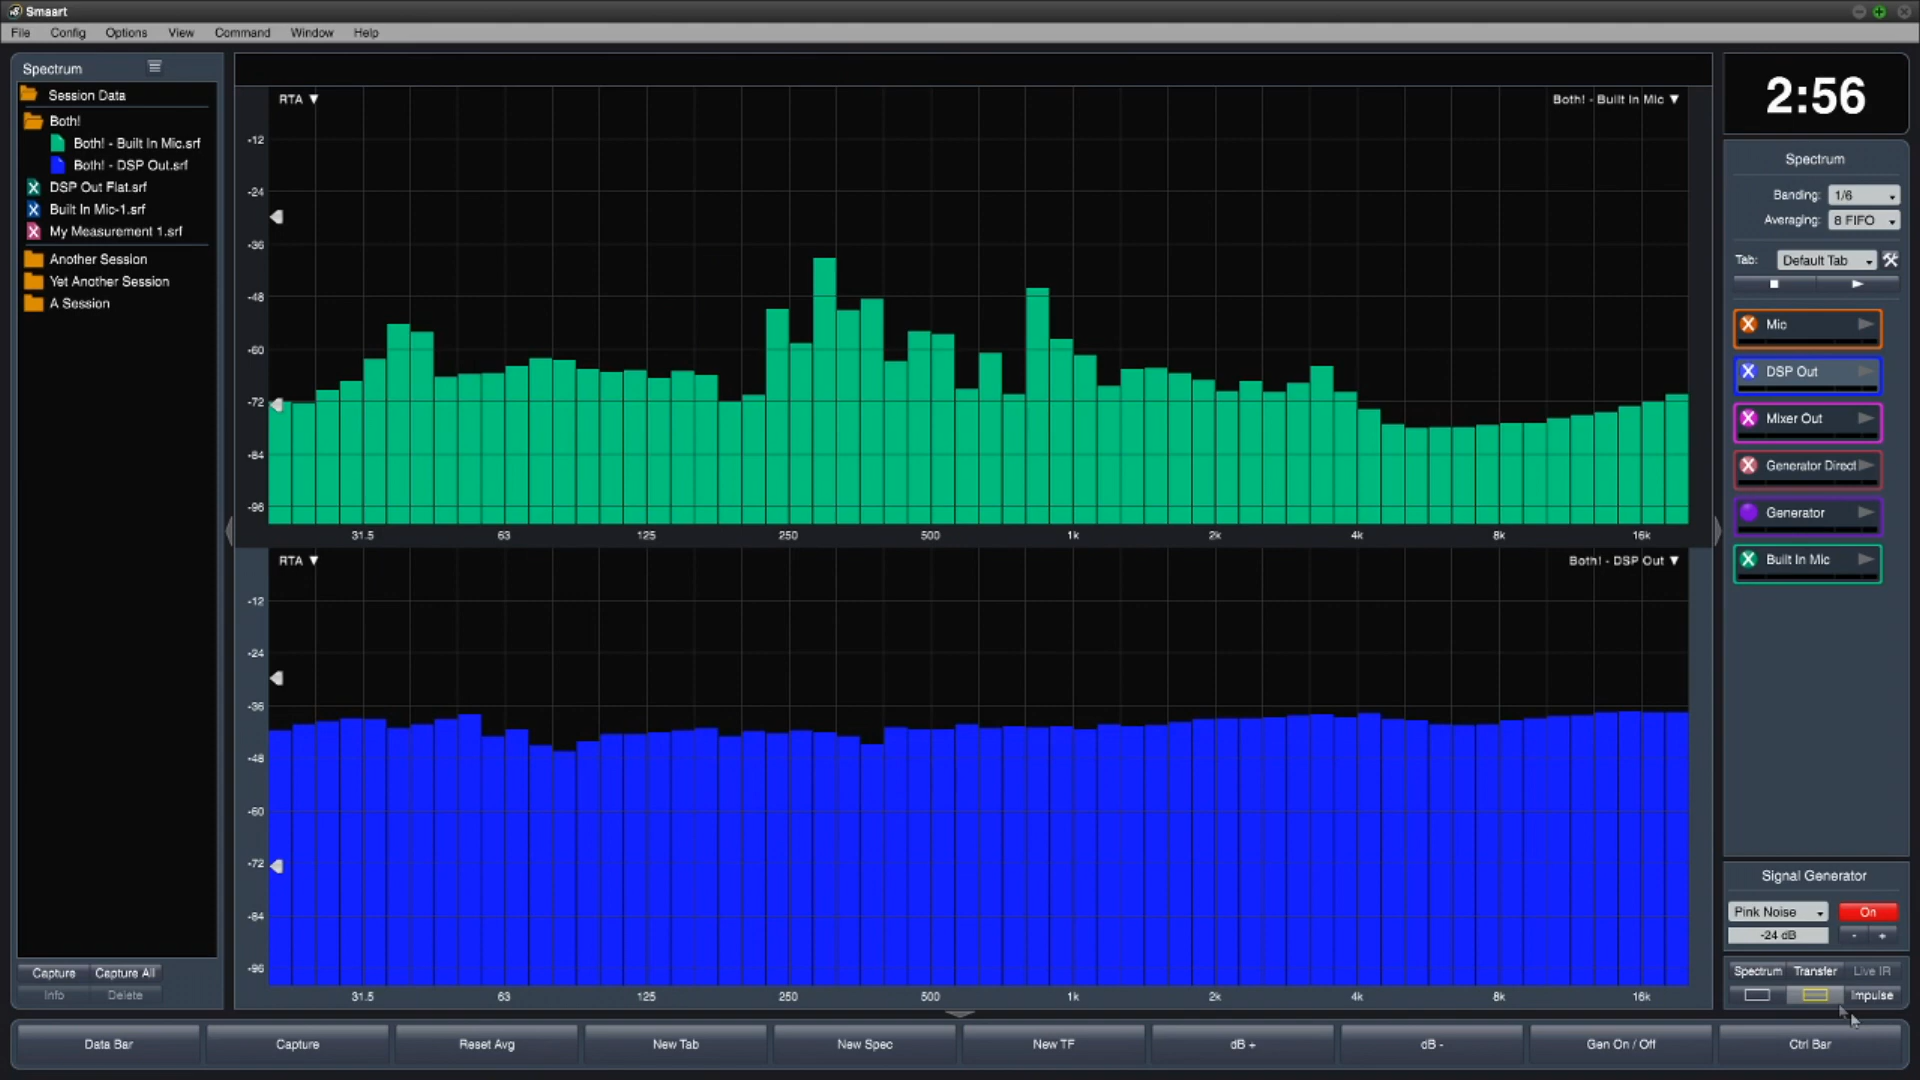 Smaart
File Config Options View Command Window Help
Spectrum
Session Data
Both!
Both! - Built In Mic.srf
Both! - DSP Out.srf
DSP Out Flat.srf
Built In Mic-1.srf
My Measurement 1.srf
Another Session
Yet Another Session
A Session
Capture Capture All
Info Delete
RTA ▼ Both! - Built In Mic ▼
-12
-24
-36
-48
-60
-72
-84
-96
31.5 63 125 250 500 1k 2k 4k 8k 16k
RTA ▼ Both! - DSP Out ▼
-12
-24
-36
-48
-60
-72
-84
-96
31.5 63 125 250 500 1k 2k 4k 8k 16k
2:56
Spectrum
Banding: 1/6
Averaging: 8 FIFO
Tab: Default Tab
Mic
DSP Out
Mixer Out
Generator Direct
Generator
Built In Mic
Signal Generator
Pink Noise On
-24 dB - +
Spectrum Transfer Live IR
Impulse
Data Bar Capture Reset Avg New Tab New Spec New TF dB + dB - Gen On / Off Ctrl Bar